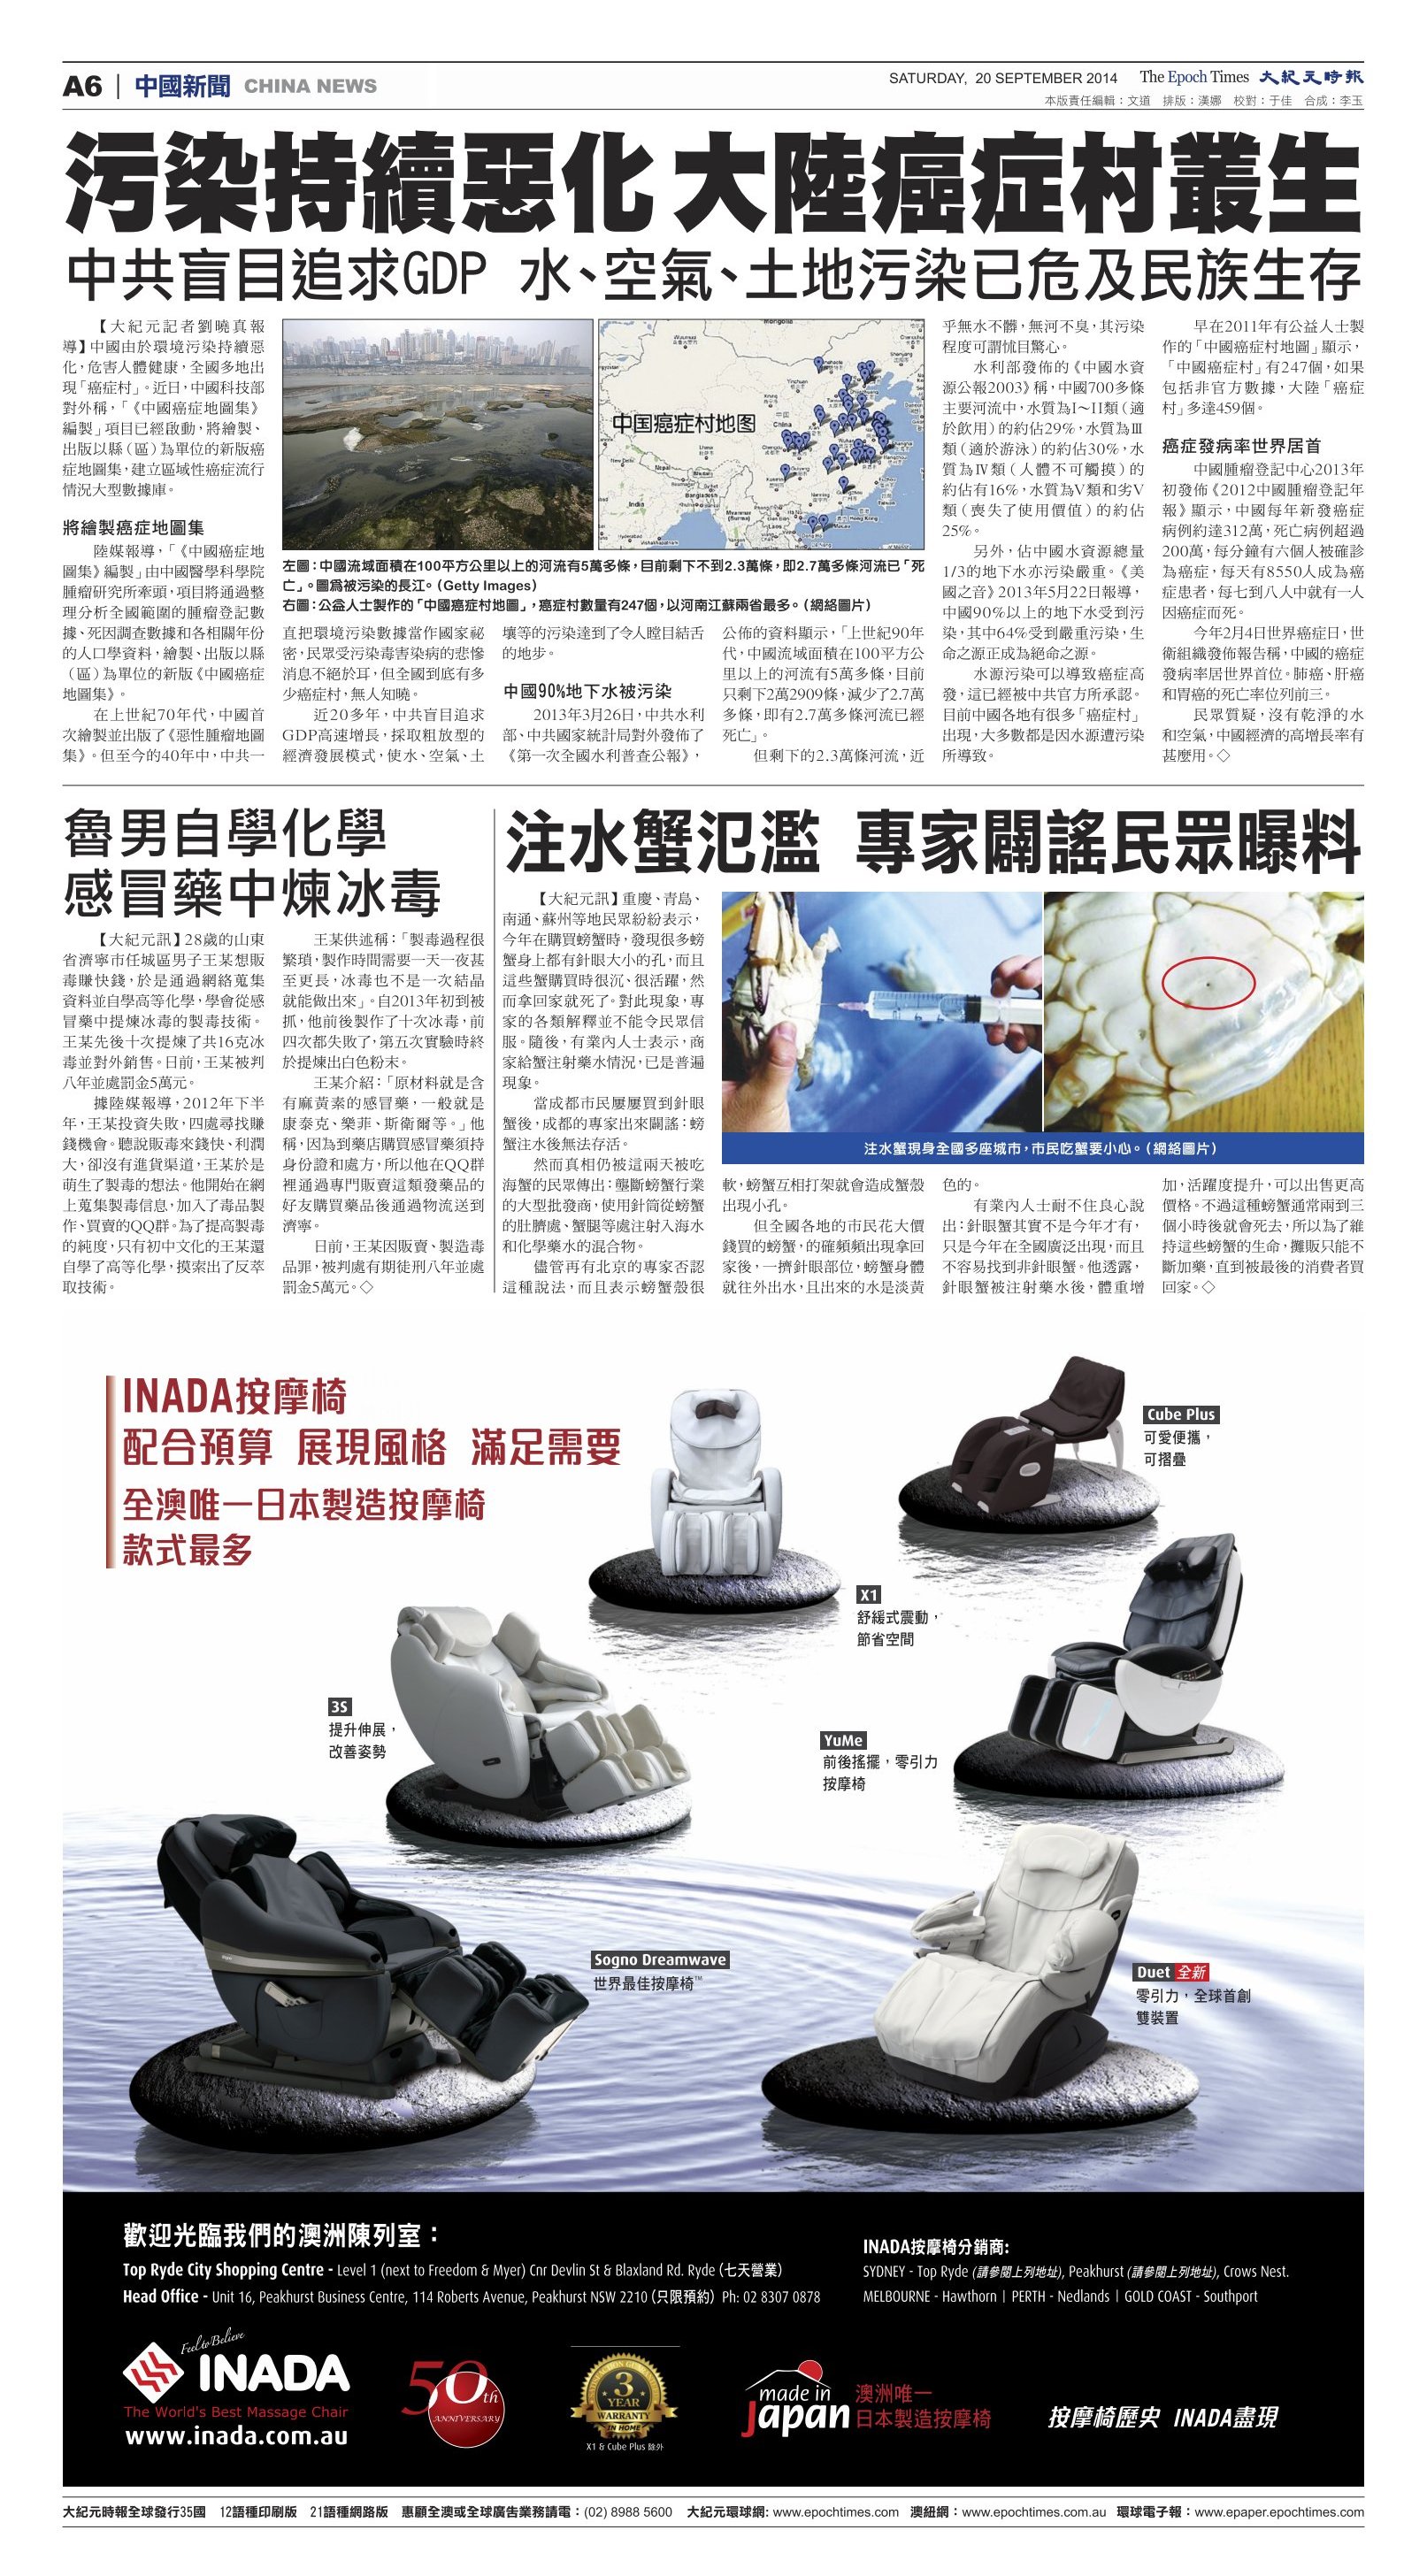 A6 | 中國新聞 CHINA NEWS
SATURDAY, 20 SEPTEMBER 2014 The Epoch Times 大紀元時報
本版責任編輯：文道 排版：漢娜 校對：于佳 合成：李玉
污染持續惡化 大陸癌症村叢生
中共盲目追求GDP 水、空氣、土地污染已危及民族生存
【大紀元記者劉曉真報
導】中國由於環境污染持續惡
化，危害人體健康，全國多地出
現「癌症村」。近日，中國科技部
對外稱，「《中國癌症地圖集》
編製」項目已經啟動，將繪製、
出版以縣（區）為單位的新版癌
症地圖集，建立區域性癌症流行
情況大型數據庫。
將繪製癌症地圖集
陸媒報導，「《中國癌症地
圖集》編製」由中國醫學科學院
腫瘤研究所牽頭，項目將通過整
理分析全國範圍的腫瘤登記數
據、死因調查數據和各相關年份
的人口學資料，繪製、出版以縣
（區）為單位的新版《中國癌症
地圖集》。
在上世紀70年代，中國首
次繪製並出版了《惡性腫瘤地圖
集》。但至今的40年中，中共一
中国癌症村地图
左圖：中國流域面積在100平方公里以上的河流有5萬多條，目前剩下不到2.3萬條，即2.7萬多條河流已「死
亡」。圖為被污染的長江。（Getty Images）
右圖：公益人士製作的「中國癌症村地圖」，癌症村數量有247個，以河南江蘇兩省最多。（網絡圖片）
直把環境污染數據當作國家祕
密，民眾受污染毒害染病的悲慘
消息不絕於耳，但全國到底有多
少癌症村，無人知曉。
近20多年，中共盲目追求
GDP高速增長，採取粗放型的
經濟發展模式，使水、空氣、土
壤等的污染達到了令人瞠目結舌
的地步。
中國90%地下水被污染
2013年3月26日，中共水利
部、中共國家統計局對外發佈了
《第一次全國水利普查公報》，
公佈的資料顯示，「上世紀90年
代，中國流域面積在100平方公
里以上的河流有5萬多條，目前
只剩下2萬2909條，減少了2.7萬
多條，即有2.7萬多條河流已經
死亡」。
但剩下的2.3萬條河流，近
乎無水不髒，無河不臭，其污染
程度可謂怵目驚心。
水利部發佈的《中國水資
源公報2003》稱，中國700多條
主要河流中，水質為I～II類（適
於飲用）的約佔29%，水質為Ⅲ
類（適於游泳）的約佔30%，水
質為Ⅳ類（人體不可觸摸）的
約佔有16%，水質為V類和劣V
類（喪失了使用價值）的約佔
25%。
另外，佔中國水資源總量
1/3的地下水亦污染嚴重。《美
國之音》2013年5月22日報導，
中國90%以上的地下水受到污
染，其中64%受到嚴重污染，生
命之源正成為絕命之源。
水源污染可以導致癌症高
發，這已經被中共官方所承認。
目前中國各地有很多「癌症村」
出現，大多數都是因水源遭污染
所導致。
早在2011年有公益人士製
作的「中國癌症村地圖」顯示，
「中國癌症村」有247個，如果
包括非官方數據，大陸「癌症
村」多達459個。
癌症發病率世界居首
中國腫瘤登記中心2013年
初發佈《2012中國腫瘤登記年
報》顯示，中國每年新發癌症
病例約達312萬，死亡病例超過
200萬，每分鐘有六個人被確診
為癌症，每天有8550人成為癌
症患者，每七到八人中就有一人
因癌症而死。
今年2月4日世界癌症日，世
衛組織發佈報告稱，中國的癌症
發病率居世界首位。肺癌、肝癌
和胃癌的死亡率位列前三。
民眾質疑，沒有乾淨的水
和空氣，中國經濟的高增長率有
甚麼用。◇
魯男自學化學
感冒藥中煉冰毒
【大紀元訊】28歲的山東
省濟寧市任城區男子王某想販
毒賺快錢，於是通過網絡蒐集
資料並自學高等化學，學會從感
冒藥中提煉冰毒的製毒技術。
王某先後十次提煉了共16克冰
毒並對外銷售。日前，王某被判
八年並處罰金5萬元。
據陸媒報導，2012年下半
年，王某投資失敗，四處尋找賺
錢機會。聽說販毒來錢快、利潤
大，卻沒有進貨渠道，王某於是
萌生了製毒的想法。他開始在網
上蒐集製毒信息，加入了毒品製
作、買賣的QQ群。為了提高製毒
的純度，只有初中文化的王某還
自學了高等化學，摸索出了反萃
取技術。
王某供述稱：「製毒過程很
繁瑣，製作時間需要一天一夜甚
至更長，冰毒也不是一次結晶
就能做出來」。自2013年初到被
抓，他前後製作了十次冰毒，前
四次都失敗了，第五次實驗時終
於提煉出白色粉末。
王某介紹：「原材料就是含
有麻黃素的感冒藥，一般就是
康泰克、樂菲、斯衛爾等。」他
稱，因為到藥店購買感冒藥須持
身份證和處方，所以他在QQ群
裡通過專門販賣這類發藥品的
好友購買藥品後通過物流送到
濟寧。
日前，王某因販賣、製造毒
品罪，被判處有期徒刑八年並處
罰金5萬元。◇
注水蟹氾濫 專家闢謠民眾曝料
【大紀元訊】重慶、青島、
南通、蘇州等地民眾紛紛表示，
今年在購買螃蟹時，發現很多螃
蟹身上都有針眼大小的孔，而且
這些蟹購買時很沉、很活躍，然
而拿回家就死了。對此現象，專
家的各類解釋並不能令民眾信
服。隨後，有業內人士表示，商
家給蟹注射藥水情況，已是普遍
現象。
當成都市民屢屢買到針眼
蟹後，成都的專家出來闢謠：螃
蟹注水後無法存活。
然而真相仍被這兩天被吃
海蟹的民眾傳出：壟斷螃蟹行業
的大型批發商，使用針筒從螃蟹
的肚臍處、蟹腿等處注射入海水
和化學藥水的混合物。
儘管再有北京的專家否認
這種說法，而且表示螃蟹殼很
注水蟹現身全國多座城市，市民吃蟹要小心。（網絡圖片）
軟，螃蟹互相打架就會造成蟹殼
出現小孔。
但全國各地的市民花大價
錢買的螃蟹，的確頻頻出現拿回
家後，一擠針眼部位，螃蟹身體
就往外出水，且出來的水是淡黃
色的。
有業內人士耐不住良心說
出：針眼蟹其實不是今年才有，
只是今年在全國廣泛出現，而且
不容易找到非針眼蟹。他透露，
針眼蟹被注射藥水後，體重增
加，活躍度提升，可以出售更高
價格。不過這種螃蟹通常兩到三
個小時後就會死去，所以為了維
持這些螃蟹的生命，攤販只能不
斷加藥，直到被最後的消費者買
回家。◇
INADA按摩椅
配合預算 展現風格 滿足需要
全澳唯一日本製造按摩椅
款式最多
Cube Plus
可愛便攜，
可摺疊
X1
舒緩式震動，
節省空間
3S
提升伸展，
改善姿勢
YuMe
前後搖擺，零引力
按摩椅
Sogno Dreamwave
世界最佳按摩椅™
Duet 全新
零引力，全球首創
雙裝置
歡迎光臨我們的澳洲陳列室：
Top Ryde City Shopping Centre - Level 1 (next to Freedom & Myer) Cnr Devlin St & Blaxland Rd. Ryde (七天營業)
Head Office - Unit 16, Peakhurst Business Centre, 114 Roberts Avenue, Peakhurst NSW 2210 (只限預約) Ph: 02 8307 0878
INADA按摩椅分銷商:
SYDNEY - Top Ryde (請參閱上列地址), Peakhurst (請參閱上列地址), Crows Nest.
MELBOURNE - Hawthorn | PERTH - Nedlands | GOLD COAST - Southport
Feel to Believe
INADA
The World's Best Massage Chair
www.inada.com.au
50th
ANNIVERSARY
3
YEAR
WARRANTY
IN HOME
X1 & Cube Plus 除外
made in
Japan
澳洲唯一
日本製造按摩椅
按摩椅歷史 INADA盡現
大紀元時報全球發行35國 12語種印刷版 21語種網路版 惠顧全澳或全球廣告業務請電：(02) 8988 5600 大紀元環球網: www.epochtimes.com 澳紐網：www.epochtimes.com.au 環球電子報：www.epaper.epochtimes.com